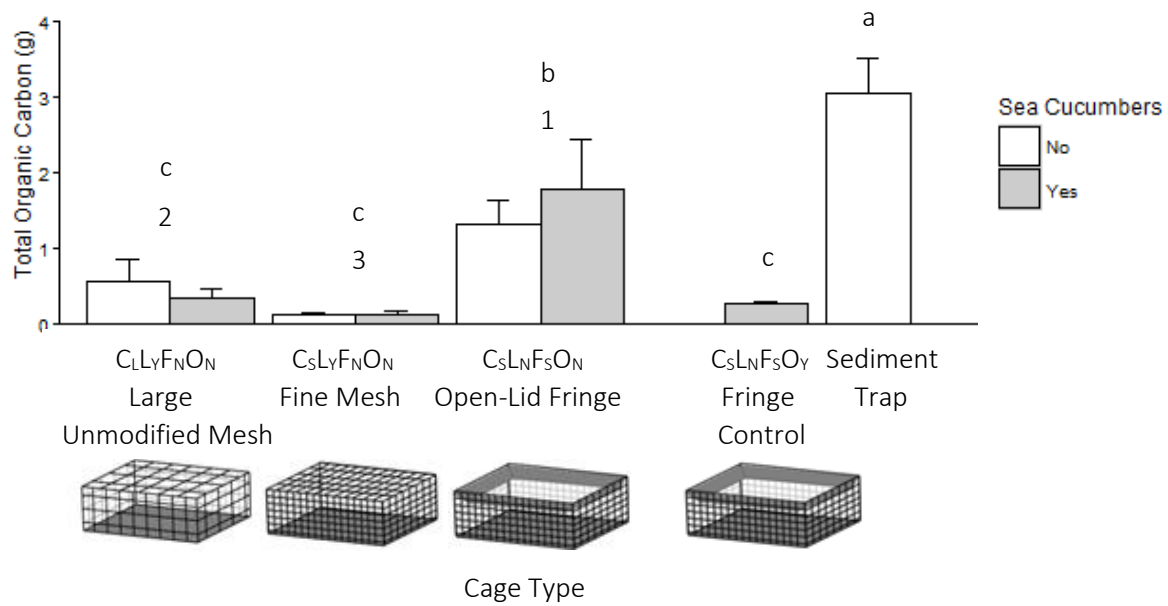 Total Organic Carbon (g)
4
3
2
1
0
c
2
c
3
b
1
c
a
Sea Cucumbers
No
Yes
CLLYFNON
Large
Unmodified Mesh
CSLYFNON
Fine Mesh
CSLNFSON
Open-Lid Fringe
CSLNFSOY
Fringe
Control
Sediment
Trap
Cage Type